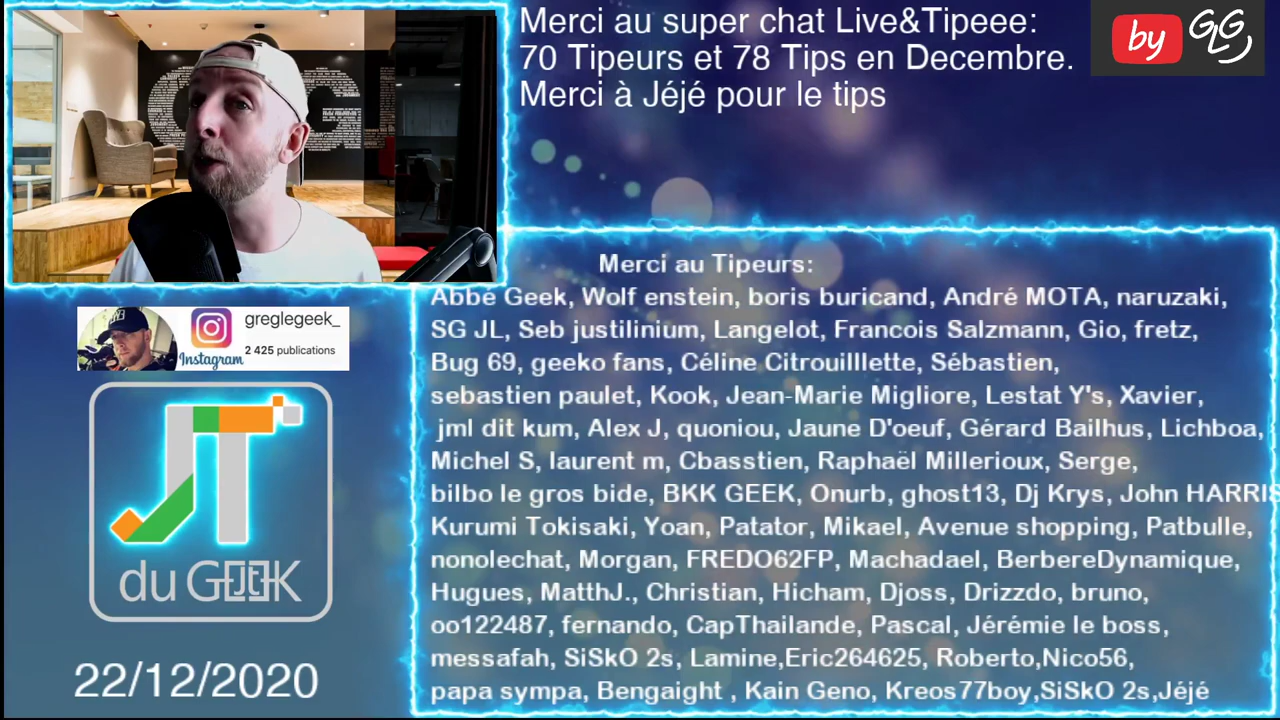 Merci au super chat Live&Tipeee:
70 Tipeurs et 78 Tips en Decembre.
Merci à Jéjé pour le tips
by GLG
Merci au Tipeurs:
Abbé Geek, Wolf enstein, boris buricand, André MOTA, naruzaki,
SG JL, Seb justilinium, Langelot, Francois Salzmann, Gio, fretz,
Bug 69, geeko fans, Céline Citrouilllette, Sébastien,
sebastien paulet, Kook, Jean-Marie Migliore, Lestat Y's, Xavier,
jml dit kum, Alex J, quoniou, Jaune D'oeuf, Gérard Bailhus, Lichboa,
Michel S, laurent m, Cbasstien, Raphaël Millerioux, Serge,
bilbo le gros bide, BKK GEEK, Onurb, ghost13, Dj Krys, John HARRIS
Kurumi Tokisaki, Yoan, Patator, Mikael, Avenue shopping, Patbulle,
nonolechat, Morgan, FREDO62FP, Machadael, BerbereDynamique,
Hugues, MatthJ., Christian, Hicham, Djoss, Drizzdo, bruno,
oo122487, fernando, CapThailande, Pascal, Jérémie le boss,
messafah, SiSkO 2s, Lamine,Eric264625, Roberto,Nico56,
papa sympa, Bengaight , Kain Geno, Kreos77boy,SiSkO 2s,Jéjé
greglegeek_
Instagram
2 425 publications
JT
du GEEK
22/12/2020